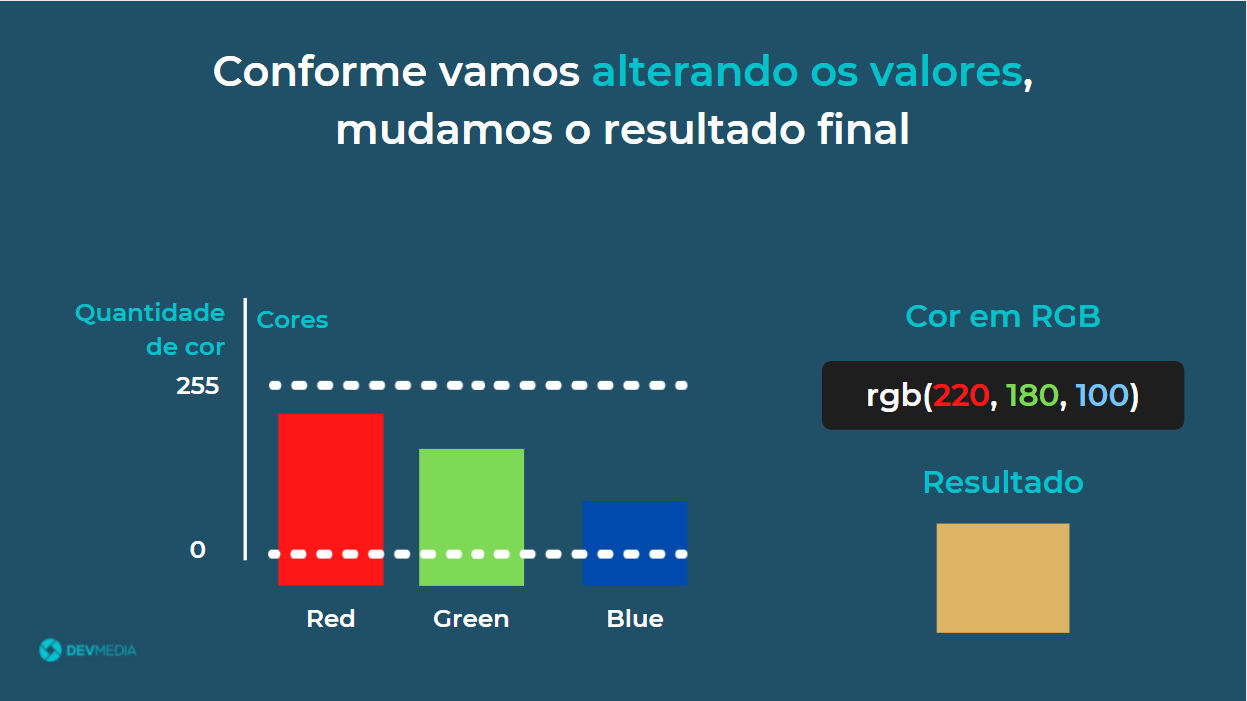 Conforme vamos alterando os valores,
mudamos o resultado final
Quantidade
de cor
Cores
255
0
Red
Green
Blue
Cor em RGB
rgb(220, 180, 100)
Resultado
DEVMEDIA